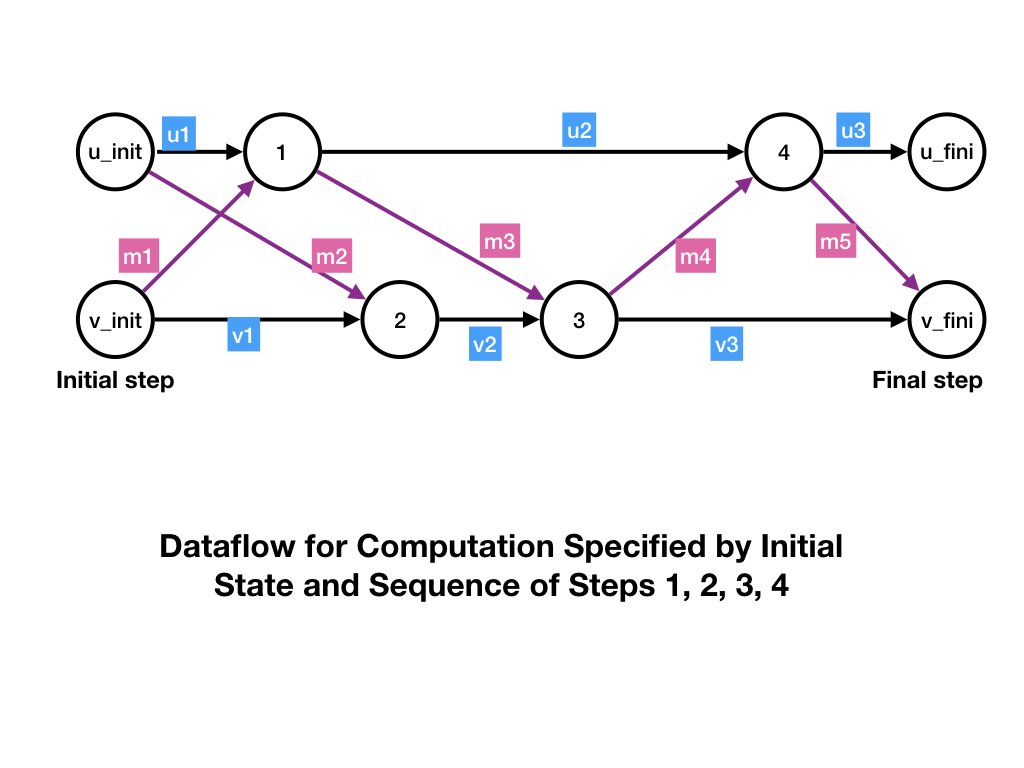 u_init
u1
1
u2
4
u3
u_fini
m1
m2
m3
m4
m5
v_init
v1
2
v2
3
v3
v_fini
Initial step
Final step
Dataflow for Computation Specified by Initial
State and Sequence of Steps 1, 2, 3, 4